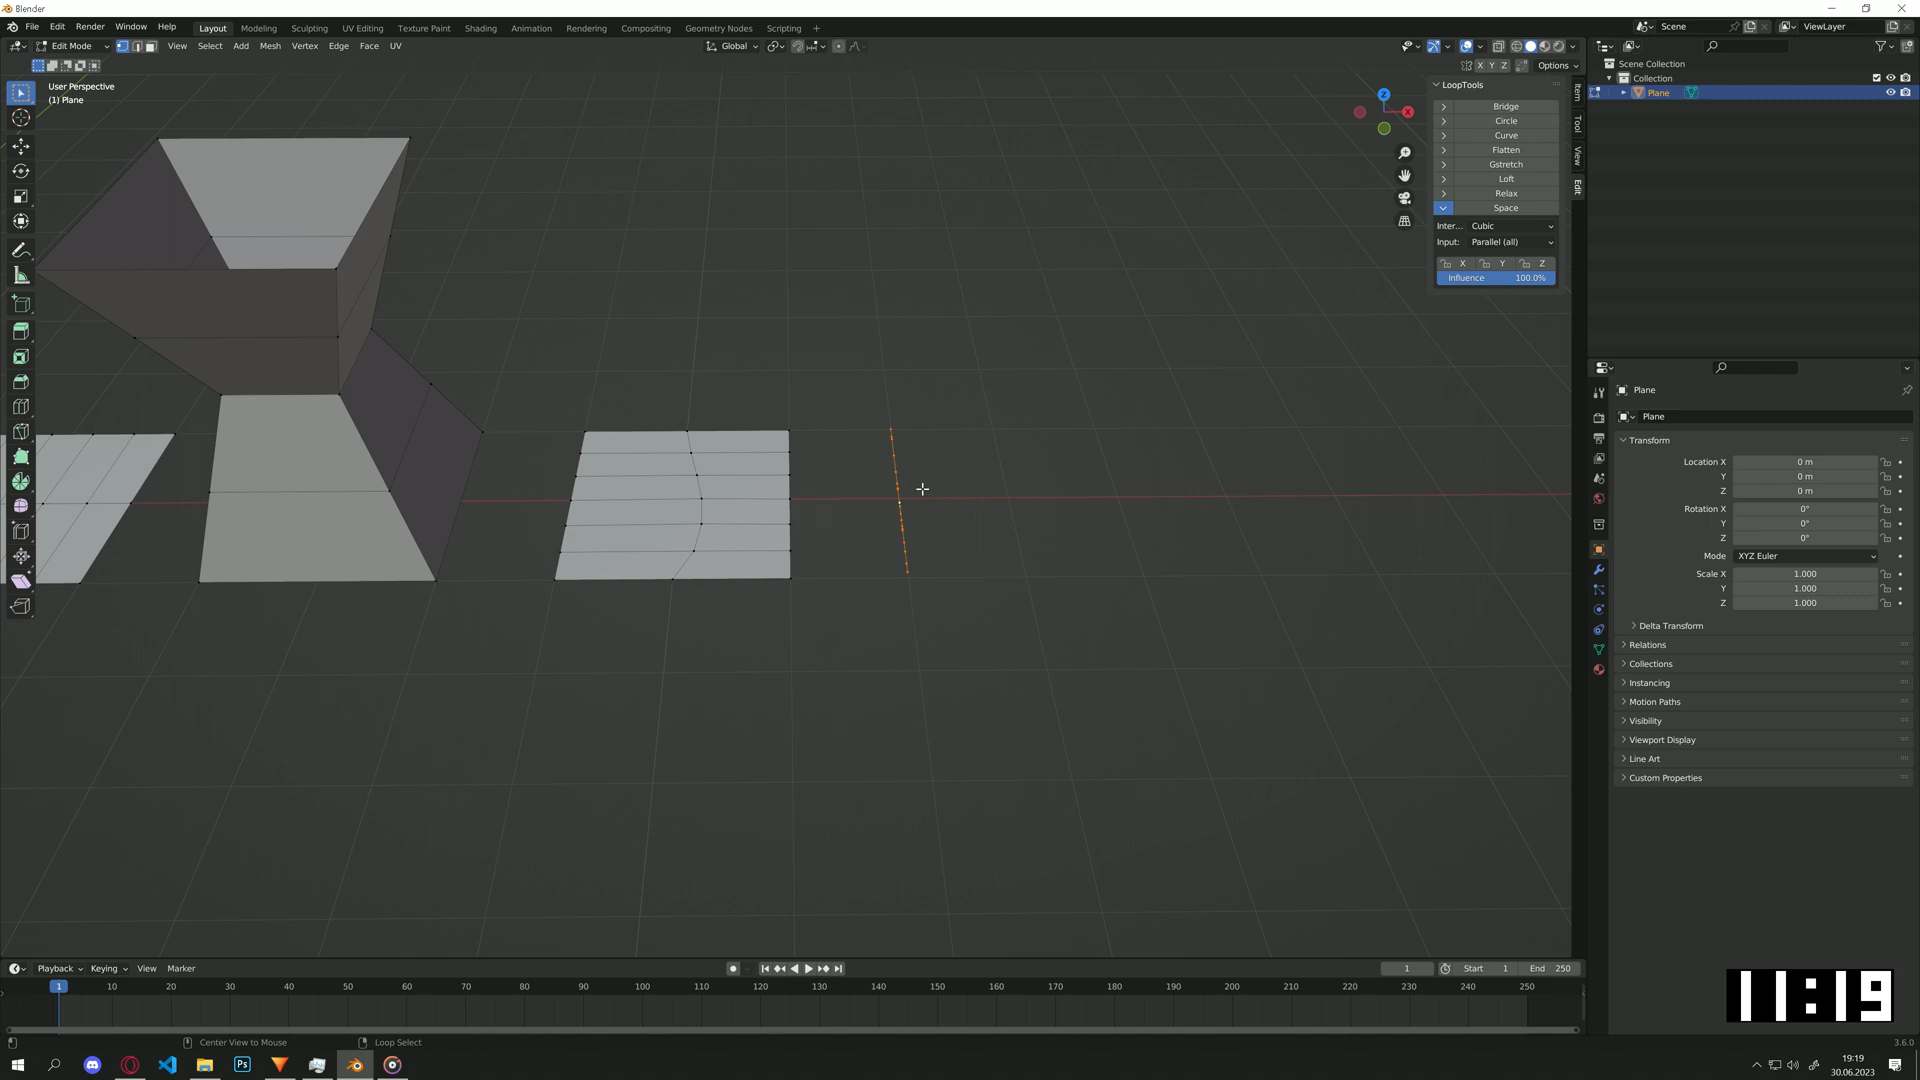 Blender
File Edit Render Window Help Layout Modeling Sculpting UV Editing Texture Paint Shading Animation Rendering Compositing Geometry Nodes Scripting + Scene ViewLayer
Edit Mode View Select Add Mesh Vertex Edge Face UV Global
X Y Z Options
User Perspective
(1) Plane
Z
X
LoopTools
Bridge
Circle
Curve
Flatten
Gstretch
Loft
Relax
Space
Inter... Cubic
Input: Parallel (all)
X Y Z
Influence 100.0%
Item
Tool
View
Edit
Scene Collection
Collection
Plane
Plane
Plane
Transform
Location X 0 m
Y 0 m
Z 0 m
Rotation X 0°
Y 0°
Z 0°
Mode XYZ Euler
Scale X 1.000
Y 1.000
Z 1.000
Delta Transform
Relations
Collections
Instancing
Motion Paths
Visibility
Viewport Display
Line Art
Custom Properties
Playback Keying View Marker 1 Start 1 End 250
1 10 20 30 40 50 60 70 80 90 100 110 120 130 140 150 160 170 180 190 200 210 220 230 240 250
11:19
Center View to Mouse Loop Select 3.6.0
Ps
19:19
30.06.2023